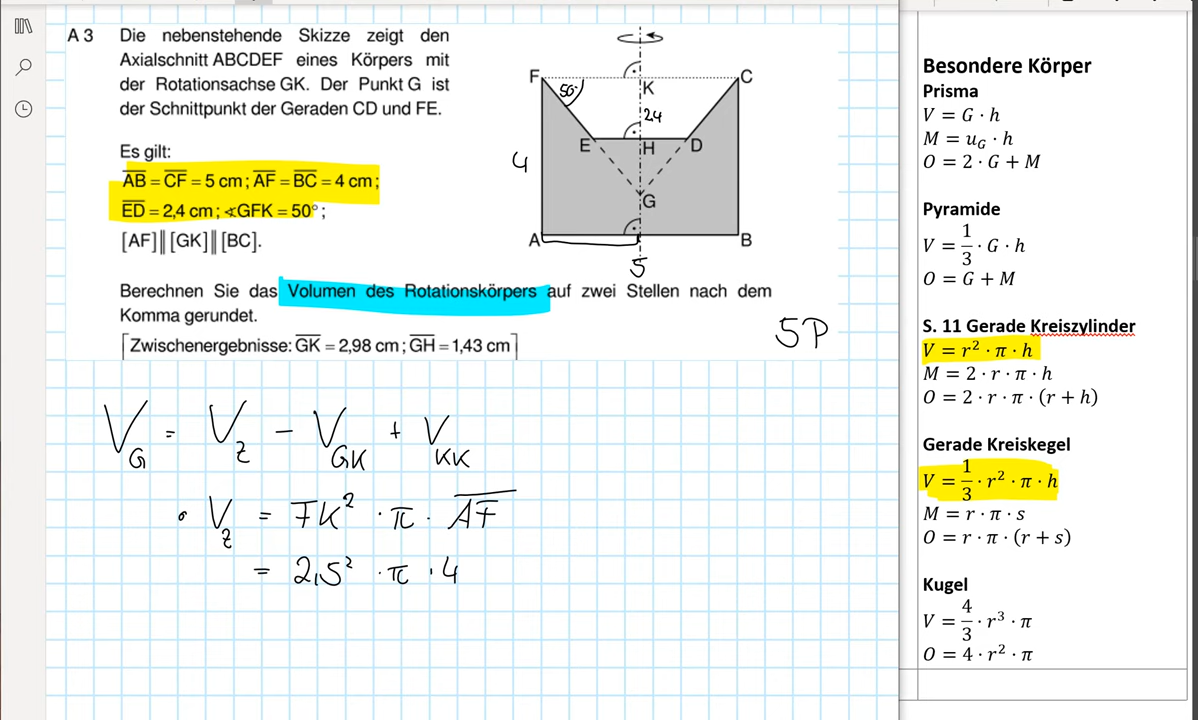 A 3 Die nebenstehende Skizze zeigt den
Axialschnitt ABCDEF eines Körpers mit
der Rotationsachse GK. Der Punkt G ist
der Schnittpunkt der Geraden CD und FE.
Es gilt:
AB = CF = 5 cm ; AF = BC = 4 cm ;
ED = 2,4 cm ; ∢GFK = 50° ;
[AF] ∥ [GK] ∥ [BC].
F
50°
K
C
24
E
H
D
4
G
A
B
5
Berechnen Sie das Volumen des Rotationskörpers auf zwei Stellen nach dem
Komma gerundet.
5P
[Zwischenergebnisse: GK = 2,98 cm ; GH = 1,43 cm]
V_G = V_Z − V_GK + V_KK
• V_Z = FK² · π · AF
= 2,5² · π · 4
Besondere Körper
Prisma
V = G · h
M = u_G · h
O = 2 · G + M
Pyramide
V = 1/3 · G · h
O = G + M
S. 11 Gerade Kreiszylinder
V = r² · π · h
M = 2 · r · π · h
O = 2 · r · π · (r + h)
Gerade Kreiskegel
V = 1/3 · r² · π · h
M = r · π · s
O = r · π · (r + s)
Kugel
V = 4/3 · r³ · π
O = 4 · r² · π